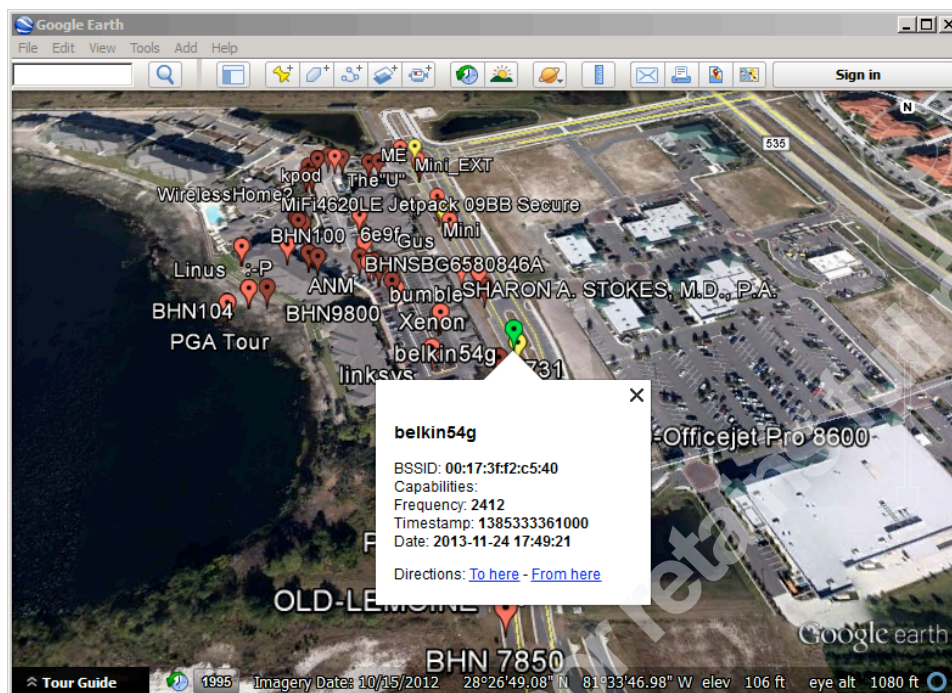 Google Earth
File Edit View Tools Add Help
Sign in
N
535
ME
Mini_EXT
kpod
The"U"
WirelessHome2
MiFi4620LE Jetpack 09BB Secure
BHN100
6e9f
Gus
Mini
Linus
:-P
BHNSBG6580846A
ANM
bumble
SHARON A. STOKES, M.D., P.A.
BHN104
BHN9800
Xenon
PGA Tour
belkin54g
731
linksys
-Officejet Pro 8600
belkin54g
BSSID: 00:17:3f:f2:c5:40
Capabilities:
Frequency: 2412
Timestamp: 1385333361000
Date: 2013-11-24 17:49:21
Directions: To here - From here
OLD-LEMOINE
BHN 7850
Google earth
Tour Guide
1995
Imagery Date: 10/15/2012 28°26'49.08" N 81°33'46.98" W elev 106 ft eye alt 1080 ft